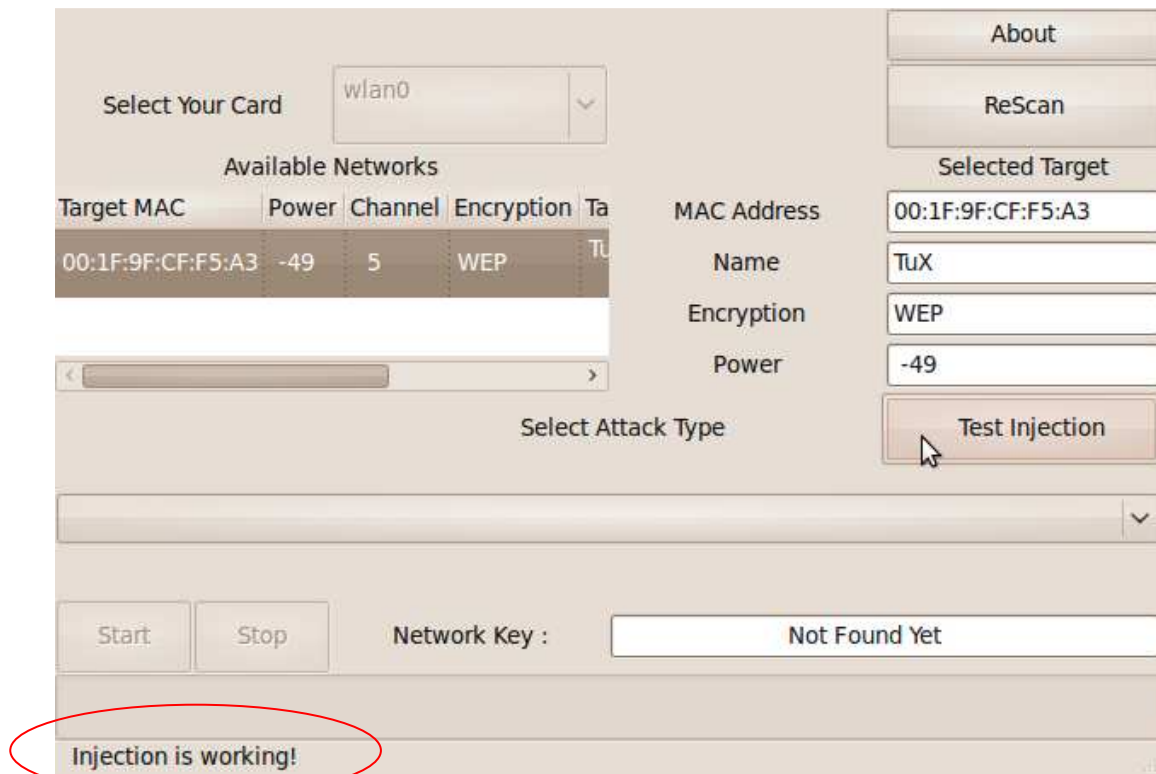 About
Select Your Card
wlan0
ReScan
Available Networks
Selected Target
Target MAC Power Channel Encryption Ta
00:1F:9F:CF:F5:A3 -49 5 WEP Tu
MAC Address 00:1F:9F:CF:F5:A3
Name TuX
Encryption WEP
Power -49
Select Attack Type
Test Injection
Start Stop Network Key : Not Found Yet
Injection is working!